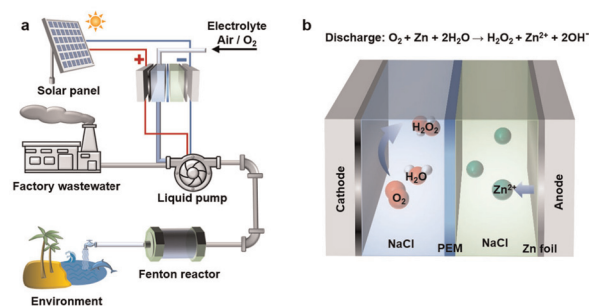 a
Electrolyte
Air / O₂
+
−
Solar panel
Factory wastewater
Liquid pump
Fenton reactor
Environment
b
Discharge: O₂ + Zn + 2H₂O → H₂O₂ + Zn²⁺ + 2OH⁻
Cathode
H₂O₂
H₂O
O₂
Zn²⁺
Anode
NaCl
PEM
NaCl
Zn foil